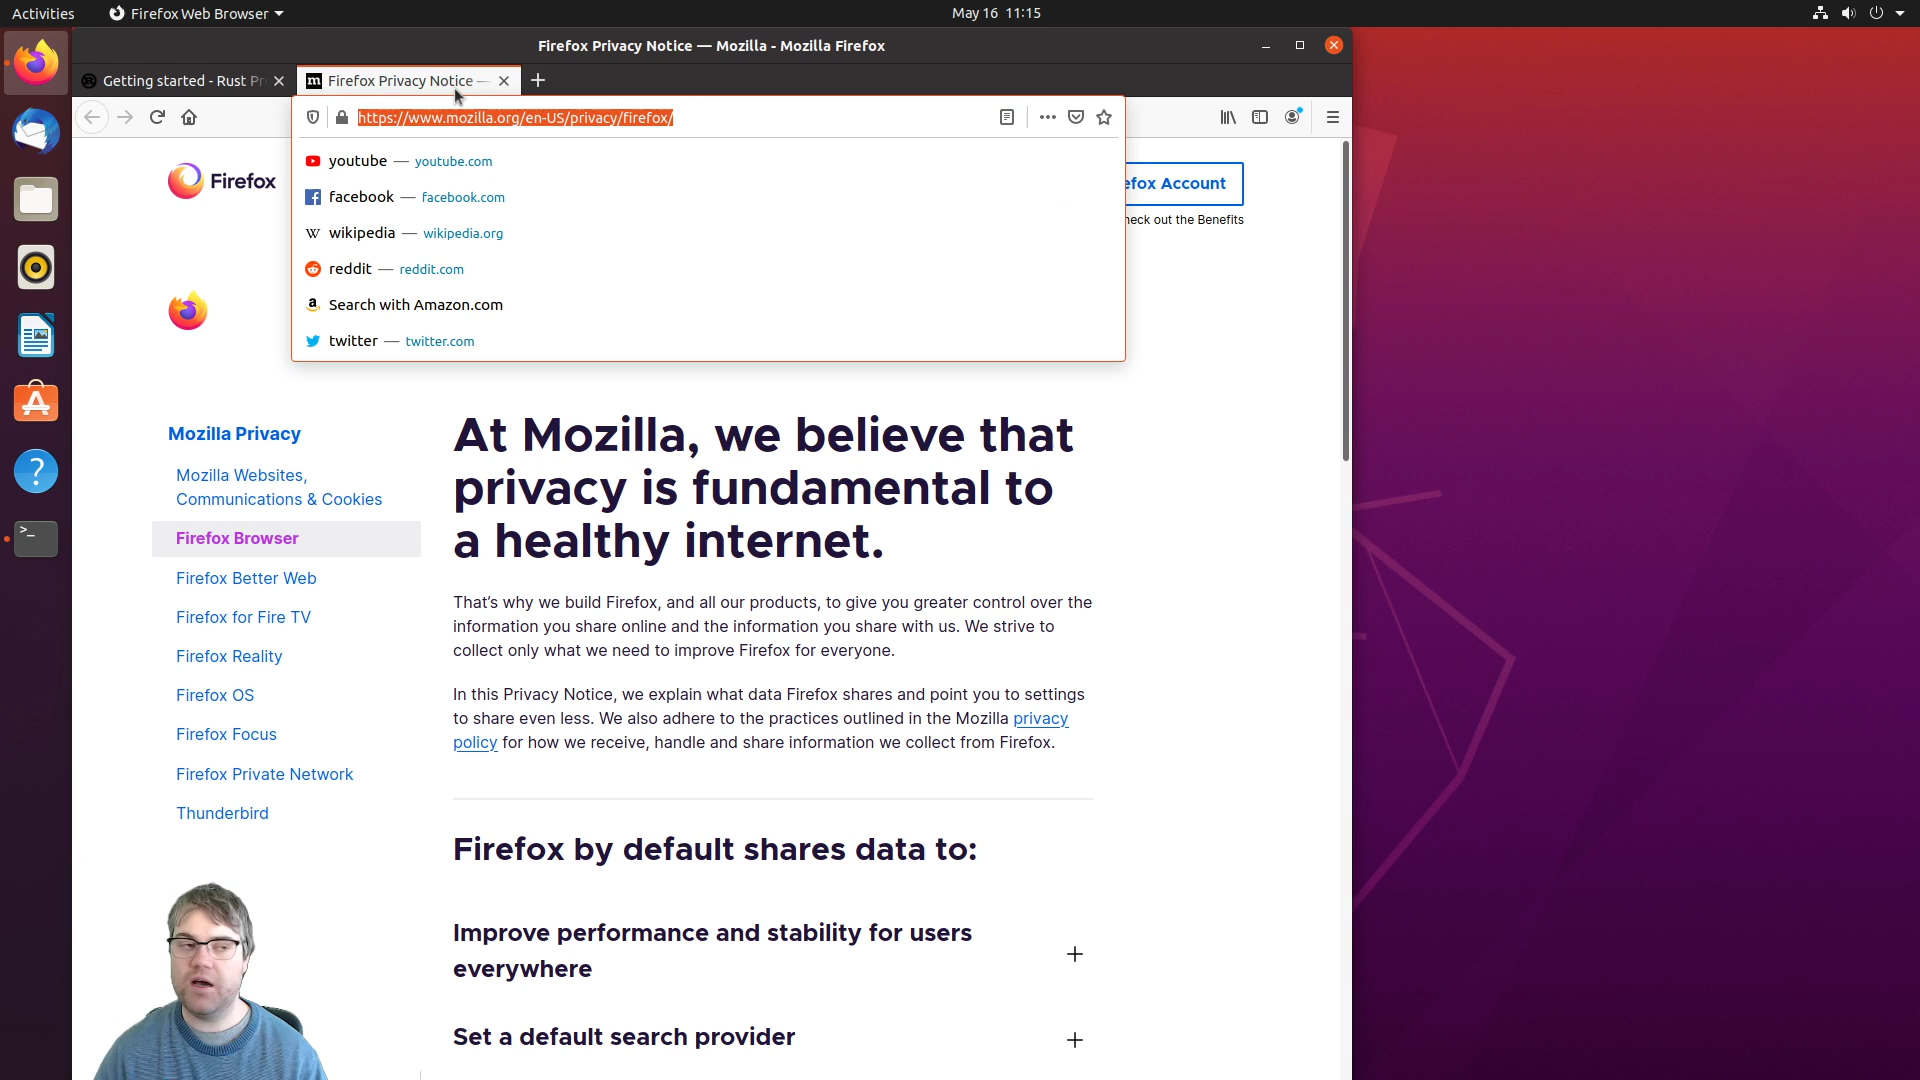 Activities
Firefox Web Browser
May 16 11:15
Firefox Privacy Notice — Mozilla - Mozilla Firefox
Getting started - Rust Pr
Firefox Privacy Notice —
https://www.mozilla.org/en-US/privacy/firefox/
youtube — youtube.com
facebook — facebook.com
wikipedia — wikipedia.org
reddit — reddit.com
Search with Amazon.com
twitter — twitter.com
Firefox
efox Account
heck out the Benefits
Mozilla Privacy
Mozilla Websites,
Communications & Cookies
Firefox Browser
Firefox Better Web
Firefox for Fire TV
Firefox Reality
Firefox OS
Firefox Focus
Firefox Private Network
Thunderbird
At Mozilla, we believe that
privacy is fundamental to
a healthy internet.
That’s why we build Firefox, and all our products, to give you greater control over the
information you share online and the information you share with us. We strive to
collect only what we need to improve Firefox for everyone.
In this Privacy Notice, we explain what data Firefox shares and point you to settings
to share even less. We also adhere to the practices outlined in the Mozilla privacy
policy for how we receive, handle and share information we collect from Firefox.
Firefox by default shares data to:
Improve performance and stability for users
everywhere
Set a default search provider